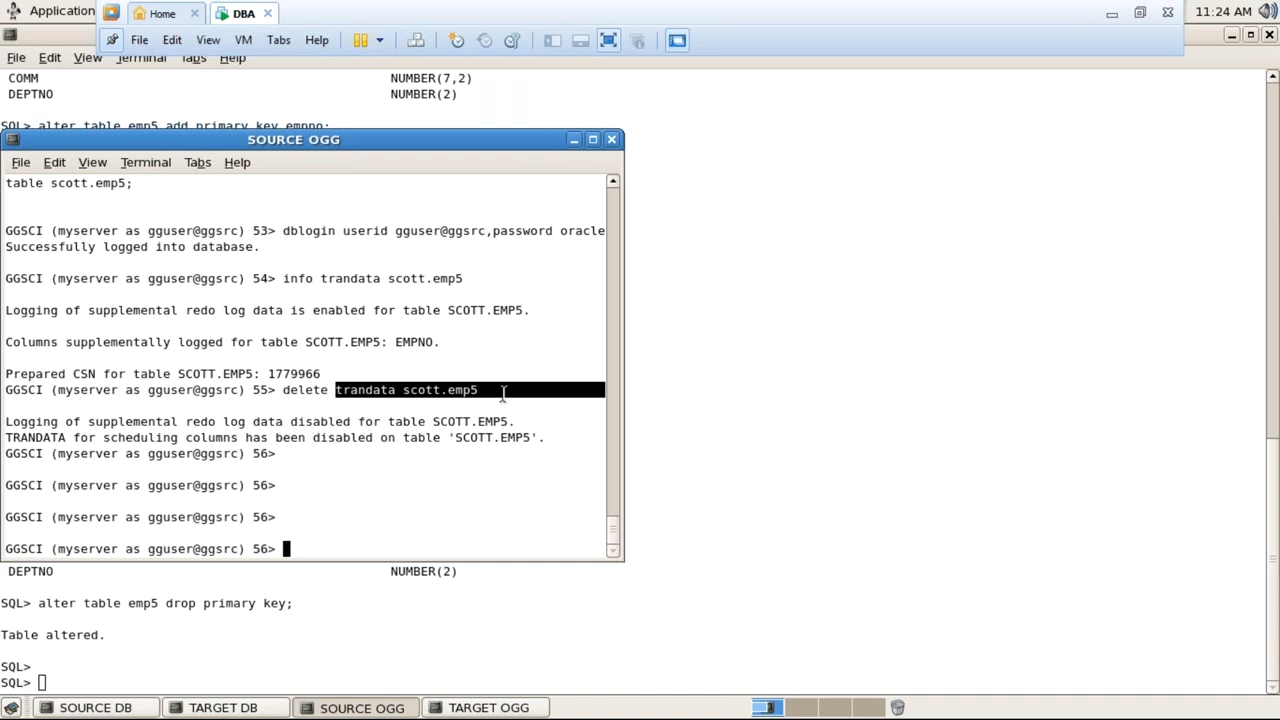 Application
Home
DBA
11:24 AM
File Edit View VM Tabs Help
File Edit View Terminal Tabs Help
COMM NUMBER(7,2)
DEPTNO NUMBER(2)
SQL> alter table emp5 add primary key empno;
SOURCE OGG
File Edit View Terminal Tabs Help
table scott.emp5;
GGSCI (myserver as gguser@ggsrc) 53> dblogin userid gguser@ggsrc,password oracle
Successfully logged into database.
GGSCI (myserver as gguser@ggsrc) 54> info trandata scott.emp5
Logging of supplemental redo log data is enabled for table SCOTT.EMP5.
Columns supplementally logged for table SCOTT.EMP5: EMPNO.
Prepared CSN for table SCOTT.EMP5: 1779966
GGSCI (myserver as gguser@ggsrc) 55> delete trandata scott.emp5
Logging of supplemental redo log data disabled for table SCOTT.EMP5.
TRANDATA for scheduling columns has been disabled on table 'SCOTT.EMP5'.
GGSCI (myserver as gguser@ggsrc) 56>
GGSCI (myserver as gguser@ggsrc) 56>
GGSCI (myserver as gguser@ggsrc) 56>
GGSCI (myserver as gguser@ggsrc) 56>
DEPTNO NUMBER(2)
SQL> alter table emp5 drop primary key;
Table altered.
SQL>
SQL>
SOURCE DB TARGET DB SOURCE OGG TARGET OGG